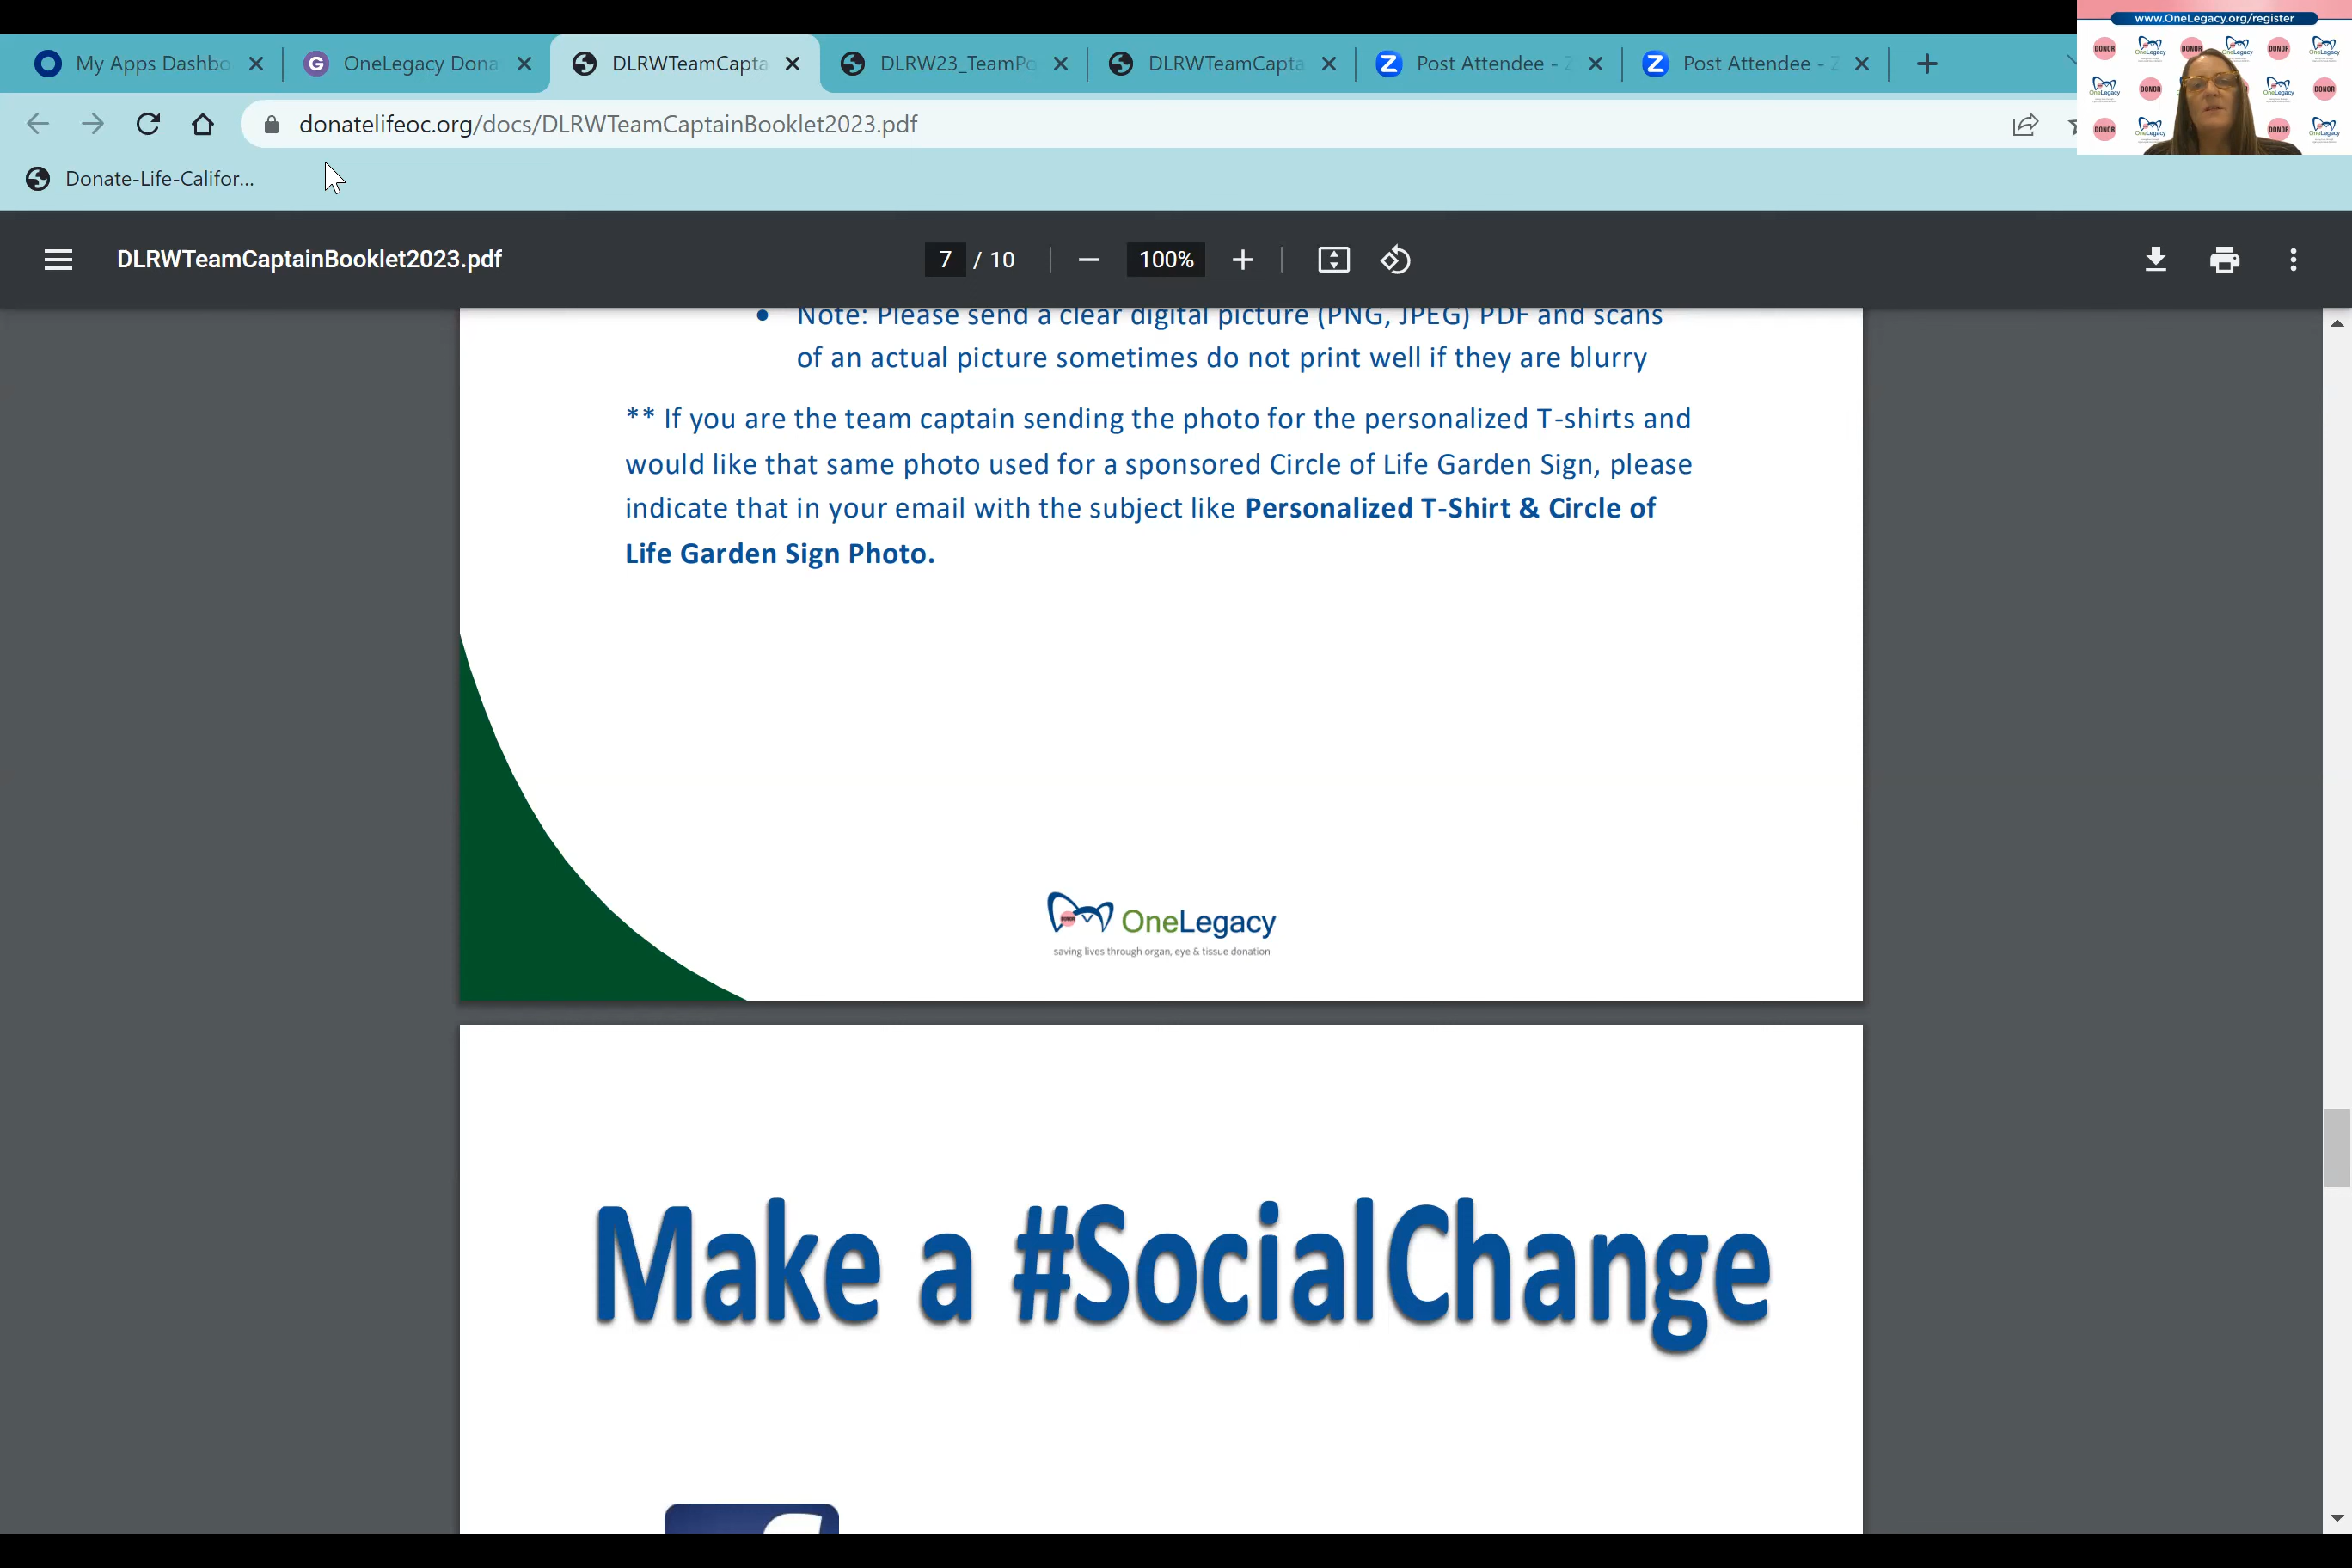 www.OneLegacy.org/register
My Apps Dashbo
OneLegacy Dona
DLRWTeamCapta
DLRW23_TeamPo
DLRWTeamCapta
Post Attendee - Z
Post Attendee - Z
donatelifeoc.org/docs/DLRWTeamCaptainBooklet2023.pdf
Donate-Life-Califor...
DLRWTeamCaptainBooklet2023.pdf
7 / 10
100%
• Note: Please send a clear digital picture (PNG, JPEG) PDF and scans
of an actual picture sometimes do not print well if they are blurry
** If you are the team captain sending the photo for the personalized T-shirts and
would like that same photo used for a sponsored Circle of Life Garden Sign, please
indicate that in your email with the subject like Personalized T-Shirt & Circle of
Life Garden Sign Photo.
DONOR
OneLegacy
saving lives through organ, eye & tissue donation
Make a #SocialChange